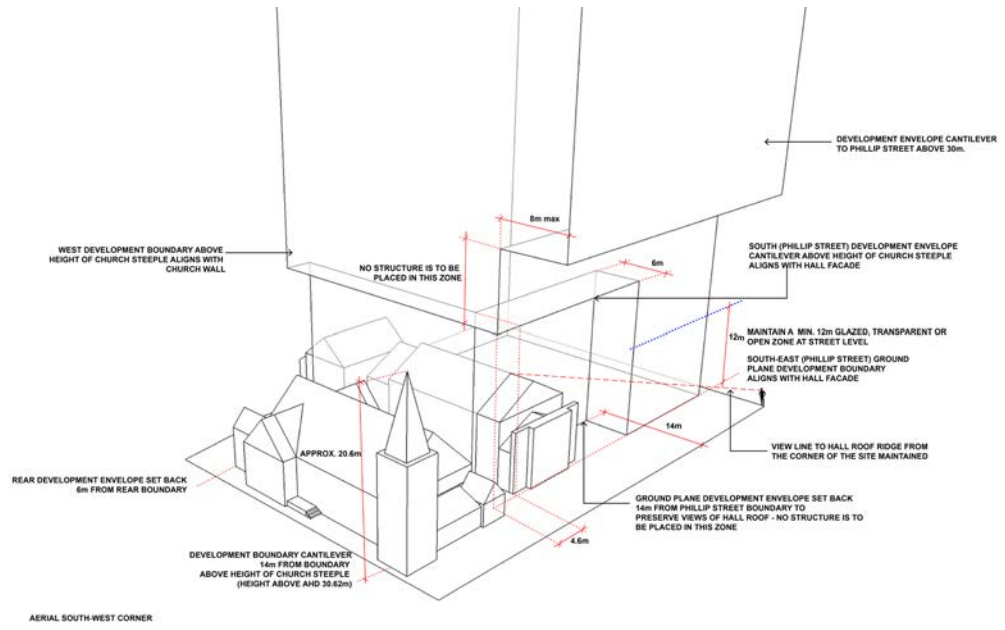 8m max
DEVELOPMENT ENVELOPE CANTILEVER
TO PHILLIP STREET ABOVE 30m.
WEST DEVELOPMENT BOUNDARY ABOVE
HEIGHT OF CHURCH STEEPLE ALIGNS WITH
CHURCH WALL
NO STRUCTURE IS TO BE
PLACED IN THIS ZONE
6m
SOUTH (PHILLIP STREET) DEVELOPMENT ENVELOPE
CANTILEVER ABOVE HEIGHT OF CHURCH STEEPLE
ALIGNS WITH HALL FACADE
12m
MAINTAIN A MIN. 12m GLAZED, TRANSPARENT OR
OPEN ZONE AT STREET LEVEL
SOUTH-EAST (PHILLIP STREET) GROUND
PLANE DEVELOPMENT BOUNDARY
ALIGNS WITH HALL FACADE
14m
APPROX. 20.6m
VIEW LINE TO HALL ROOF RIDGE FROM
THE CORNER OF THE SITE MAINTAINED
REAR DEVELOPMENT ENVELOPE SET BACK
6m FROM REAR BOUNDARY
GROUND PLANE DEVELOPMENT ENVELOPE SET BACK
14m FROM PHILLIP STREET BOUNDARY TO
PRESERVE VIEWS OF HALL ROOF - NO STRUCTURE IS TO
BE PLACED IN THIS ZONE
4.6m
DEVELOPMENT BOUNDARY CANTILEVER
14m FROM BOUNDARY
ABOVE HEIGHT OF CHURCH STEEPLE
(HEIGHT ABOVE AHD 30.62m)
AERIAL SOUTH-WEST CORNER